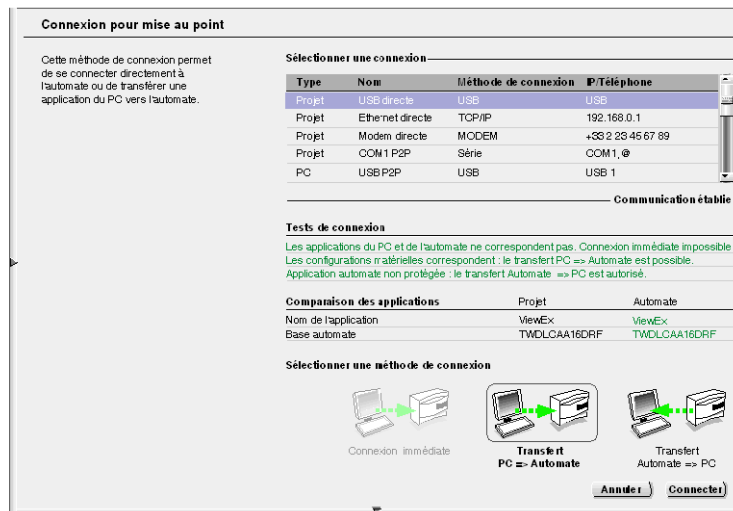 Connexion pour mise au point
Cette méthode de connexion permet
de se connecter directement à
l'automate ou de transférer une
application du PC vers l'automate.
Sélectionner une connexion
Type Nom Méthode de connexion IP/Téléphone
Projet USB directe USB USB
Projet Ethernet directe TCP/IP 192.168.0.1
Projet Modem directe MODEM +33 2 23 45 67 89
Projet COM1 P2P Série COM1, @
PC USB P2P USB USB 1
Communication établie
Tests de connexion
Les applications du PC et de l'automate ne correspondent pas. Connexion immédiate impossible
Les configurations matérielles correspondent : le transfert PC => Automate est possible.
Application automate non protégée : le transfert Automate => PC est autorisé.
Comparaison des applications Projet Automate
Nom de l'application ViewEx ViewEx
Base automate TWDLCAA16DRF TWDLCAA16DRF
Sélectionner une méthode de connexion
Connexion immédiate
Transfert
PC => Automate
Transfert
Automate => PC
Annuler Connecter